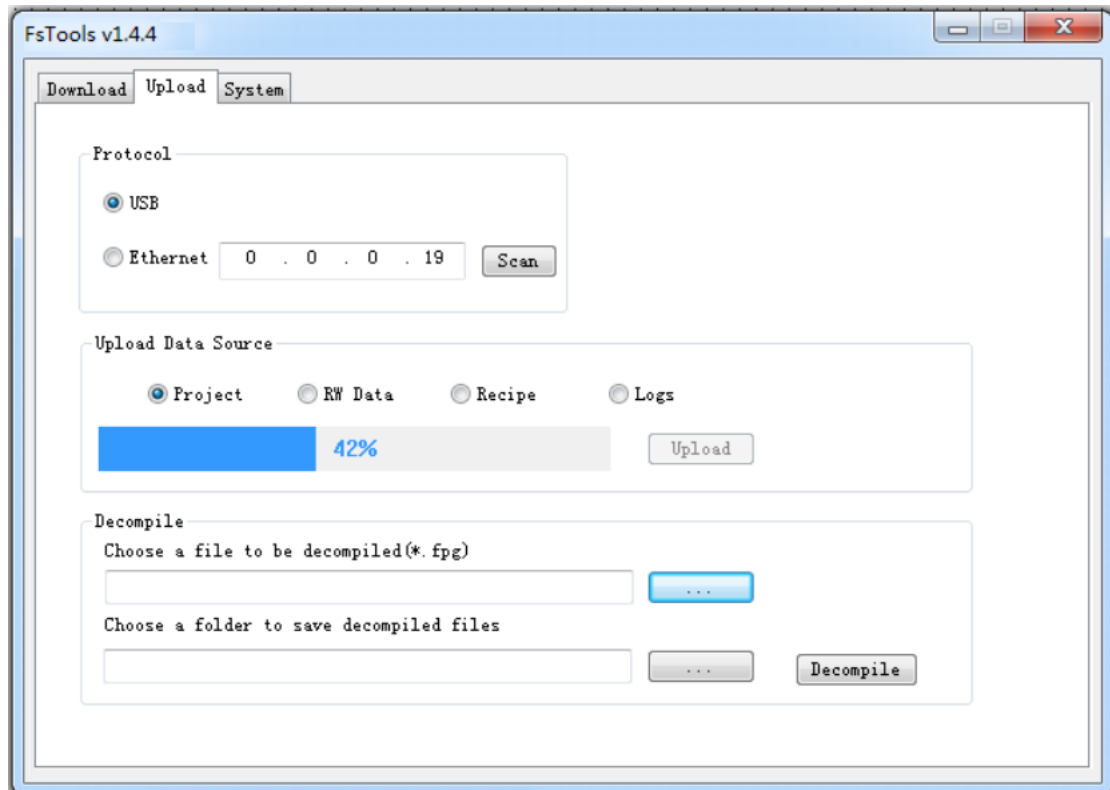 FsTools v1.4.4
Download Upload System
Protocol
USB
Ethernet 0 . 0 . 0 . 19 Scan
Upload Data Source
Project RW Data Recipe Logs
42% Upload
Decompile
Choose a file to be decompiled(*.fpg)
...
Choose a folder to save decompiled files
... Decompile